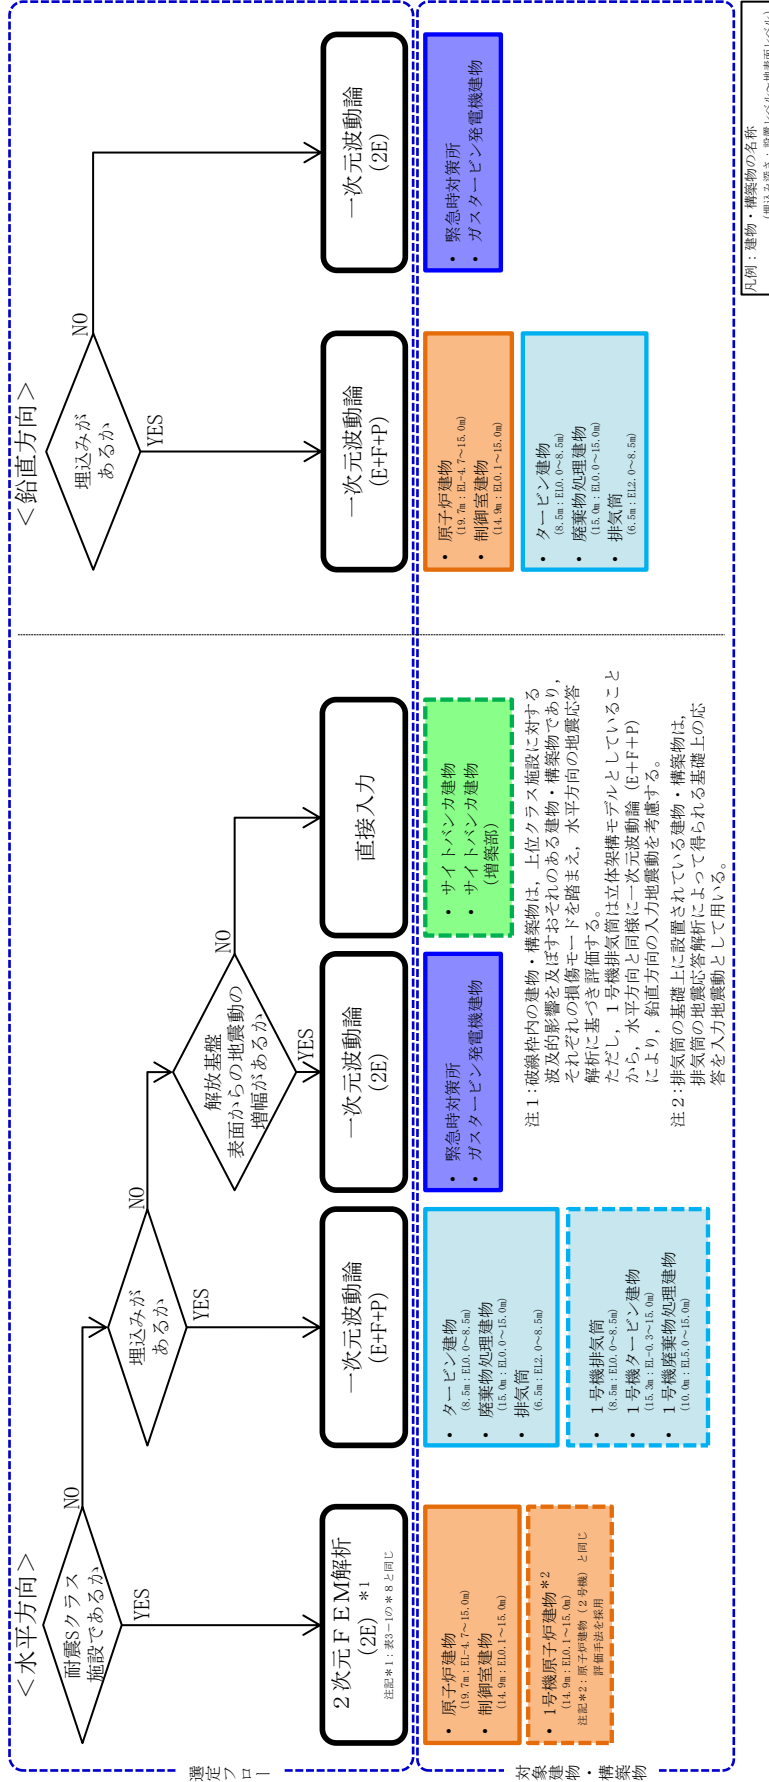 ＜水平方向＞
耐震Sクラス
施設であるか
NO
YES
埋込みが
あるか
NO
YES
解放基盤
表面からの地震動の
増幅があるか
NO
YES
２次元ＦＥＭ解析
(2E) ＊1
注記＊1：表3-1の＊8と同じ
一次元波動論
(E+F+P)
一次元波動論
(2E)
直接入力
＜鉛直方向＞
埋込みが
あるか
NO
YES
一次元波動論
(E+F+P)
一次元波動論
(2E)
選定フロー
対象建物・構築物
• 原子炉建物
(19.7m：EL-4.7～15.0m)
• 制御室建物
(14.9m：EL0.1～15.0m)
• 1号機原子炉建物＊2
(14.9m：EL0.1～15.0m)
注記＊2：原子炉建物（２号機）と同じ
評価手法を採用
• タービン建物
(8.5m：EL0.0～8.5m)
• 廃棄物処理建物
(15.0m：EL0.0～15.0m)
• 排気筒
(6.5m：EL2.0～8.5m)
• １号機排気筒
(8.5m：EL0.0～8.5m)
• １号機タービン建物
(15.3m：EL-0.3～15.0m)
• １号機廃棄物処理建物
(10.0m：EL5.0～15.0m)
• 緊急時対策所
• ガスタービン発電機建物
• サイトバンカ建物
• サイトバンカ建物
（増築部）
注１：破線枠内の建物・構築物は，上位クラス施設に対する
波及的影響を及ぼすおそれのある建物・構築物であり，
それぞれの損傷モードを踏まえ，水平方向の地震応答
解析に基づき評価する。
ただし，１号機排気筒は立体架構モデルとしていること
から，水平方向と同様に一次元波動論（E+F+P）
により，鉛直方向の入力地震動を考慮する。
注２：排気筒の基礎上に設置されている建物・構築物は，
排気筒の地震応答解析によって得られる基礎上の応
答を入力地震動として用いる。
• 原子炉建物
(19.7m：EL-4.7～15.0m)
• 制御室建物
(14.9m：EL0.1～15.0m)
• タービン建物
(8.5m：EL0.0～8.5m)
• 廃棄物処理建物
(15.0m：EL0.0～15.0m)
• 排気筒
(6.5m：EL2.0～8.5m)
• 緊急時対策所
• ガスタービン発電機建物
凡例：建物・構築物の名称
（埋込み深さ：設置レベル～地表面レベル）